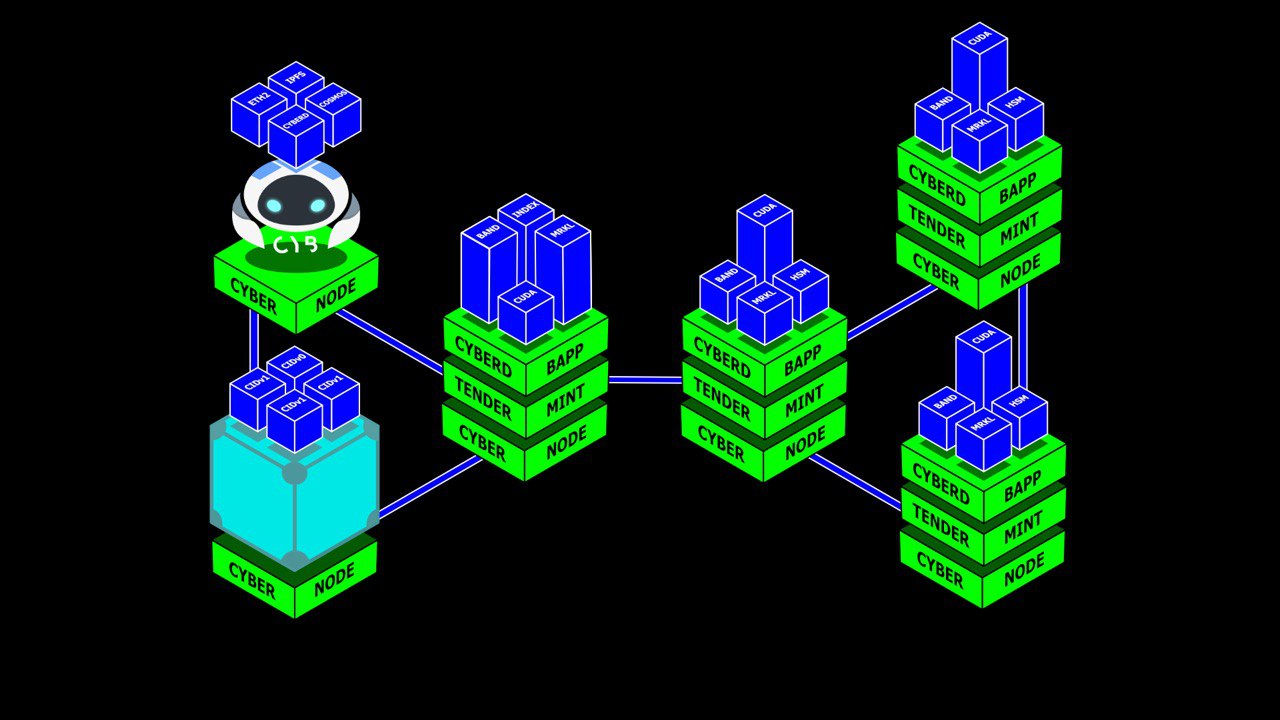 IPFS
ETH2
COSMOS
CYBERD
CYB
CYBER NODE
CIDv0
CIDv1
CIDv1
CIDv1
CYBER NODE
INDEX
BAND
MRKL
CUDA
CYBERD BAPP
TENDER MINT
CYBER NODE
CUDA
BAND
HSM
MRKL
CYBERD BAPP
TENDER MINT
CYBER NODE
CUDA
BAND
HSM
MRKL
CYBERD BAPP
TENDER MINT
CYBER NODE
CUDA
BAND
HSM
MRKL
CYBERD BAPP
TENDER MINT
CYBER NODE